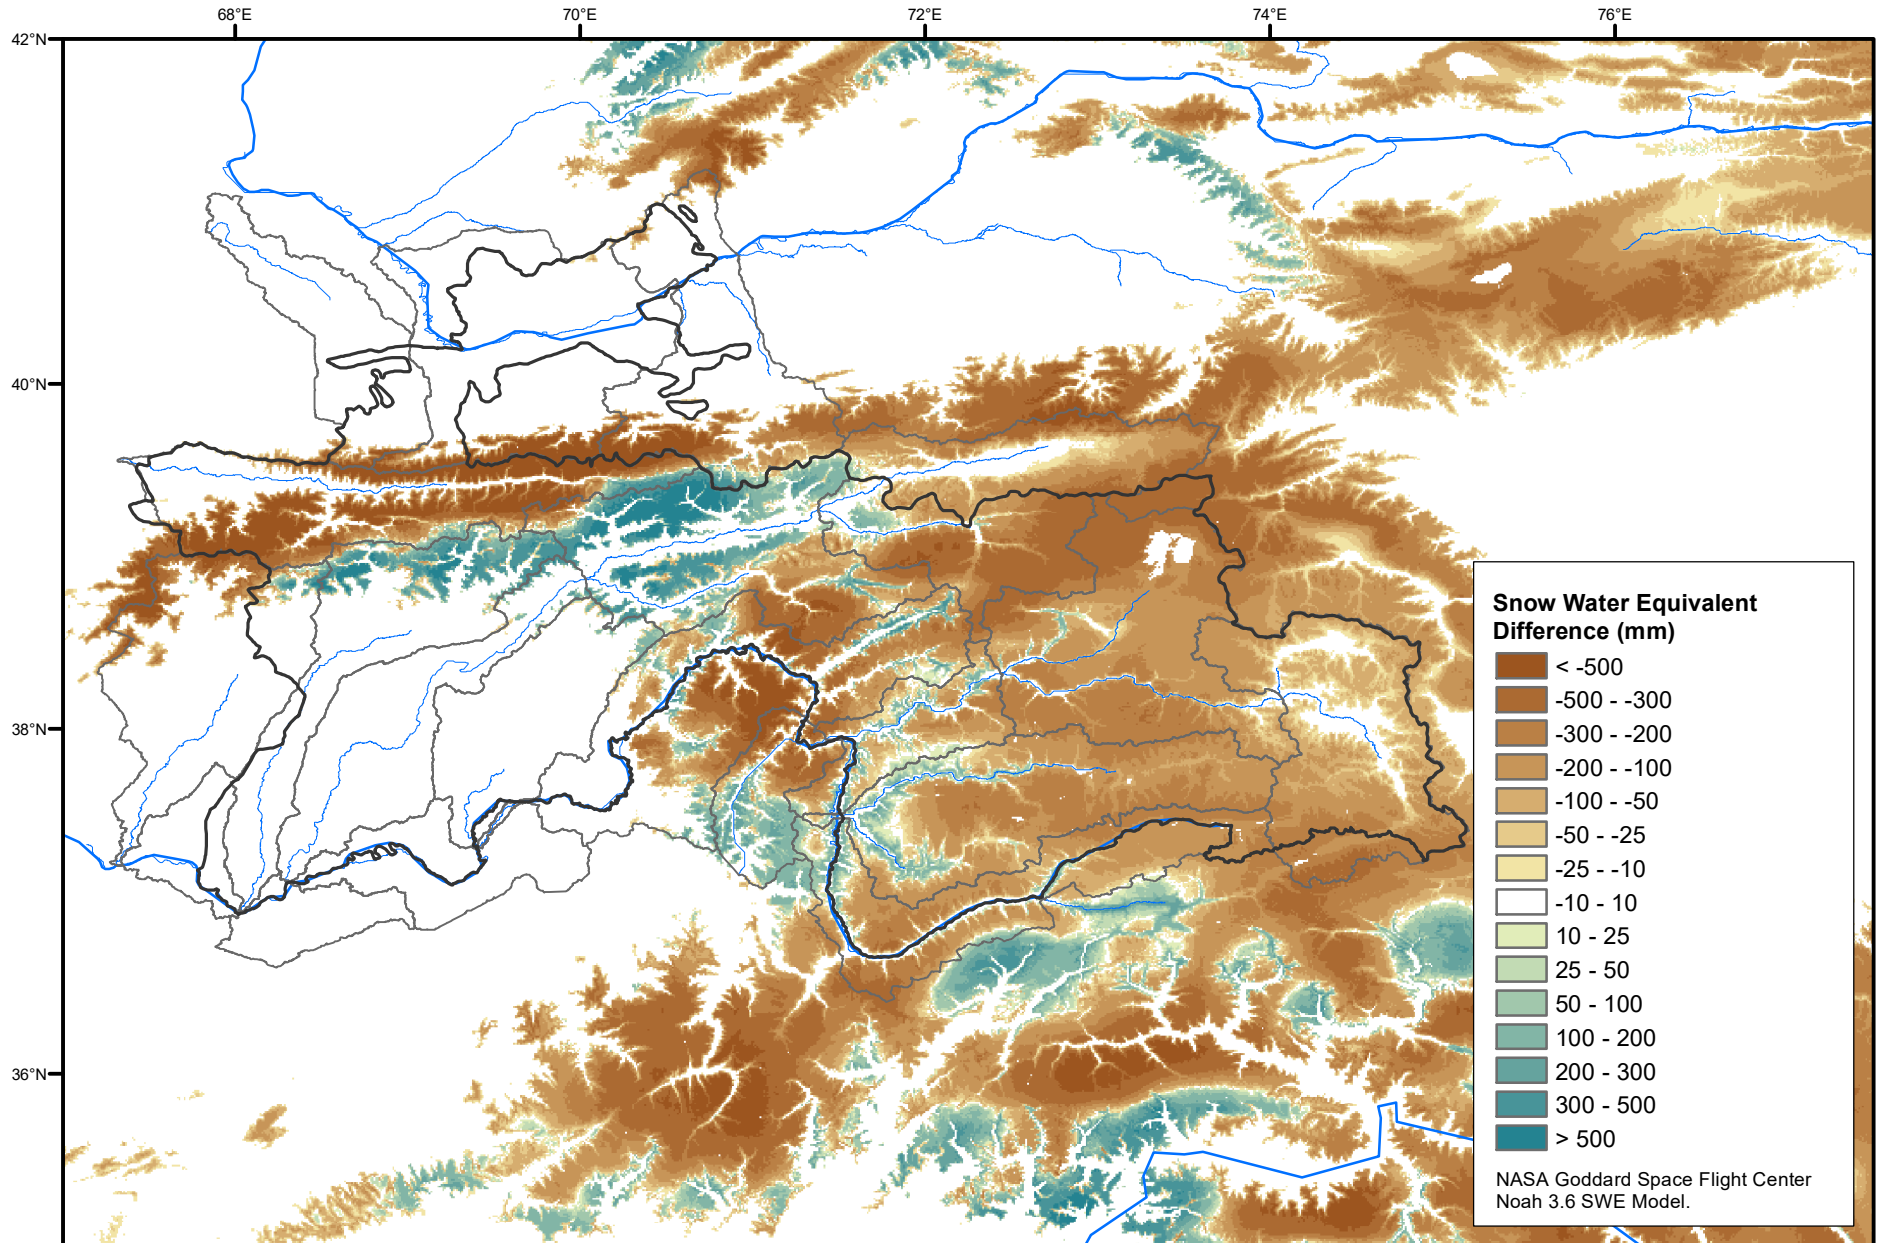 68°E 70°E 72°E 74°E 76°E
42°N
40°N
38°N
36°N
Snow Water Equivalent
Difference (mm)
< -500
-500 - -300
-300 - -200
-200 - -100
-100 - -50
-50 - -25
-25 - -10
-10 - 10
10 - 25
25 - 50
50 - 100
100 - 200
200 - 300
300 - 500
> 500
NASA Goddard Space Flight Center
Noah 3.6 SWE Model.